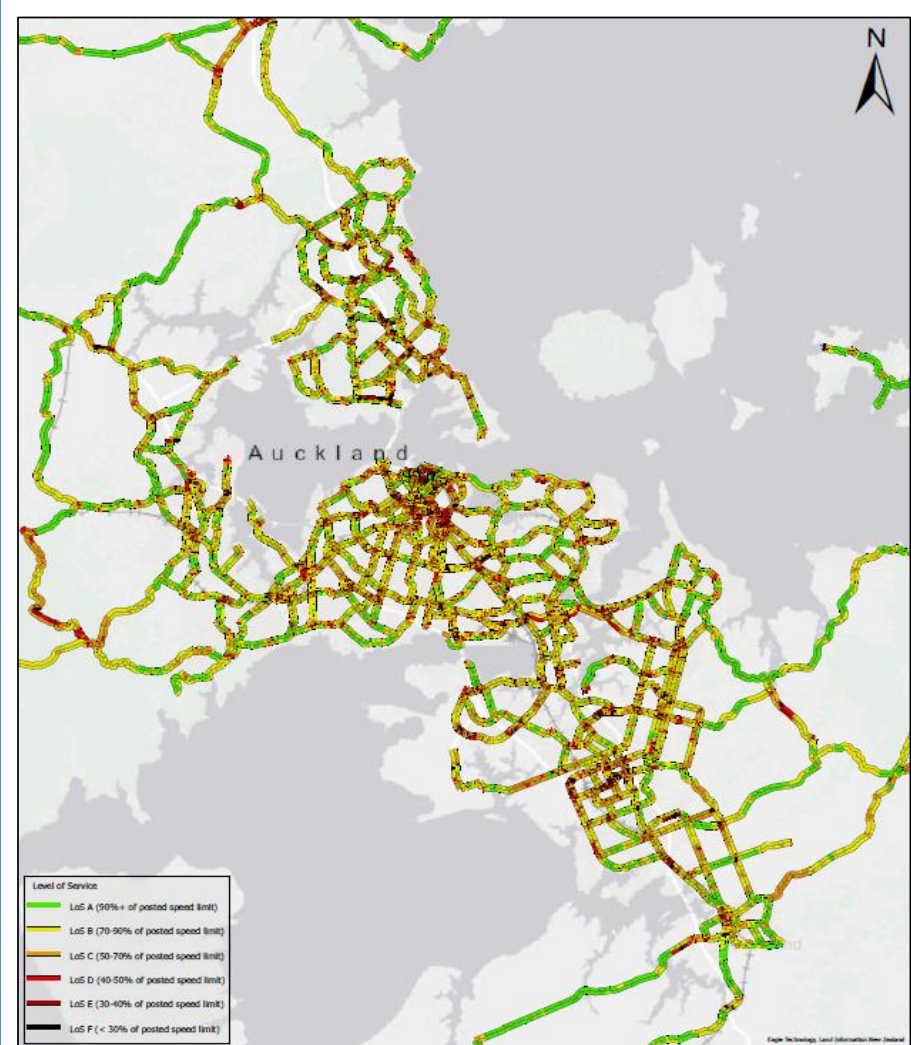 N
Auckland
Level of Service
LoS A (90%+ of posted speed limit)
LoS B (70-90% of posted speed limit)
LoS C (50-70% of posted speed limit)
LoS D (40-50% of posted speed limit)
LoS E (30-40% of posted speed limit)
LoS F (< 30% of posted speed limit)
Eagle Technology, Land Information New Zealand